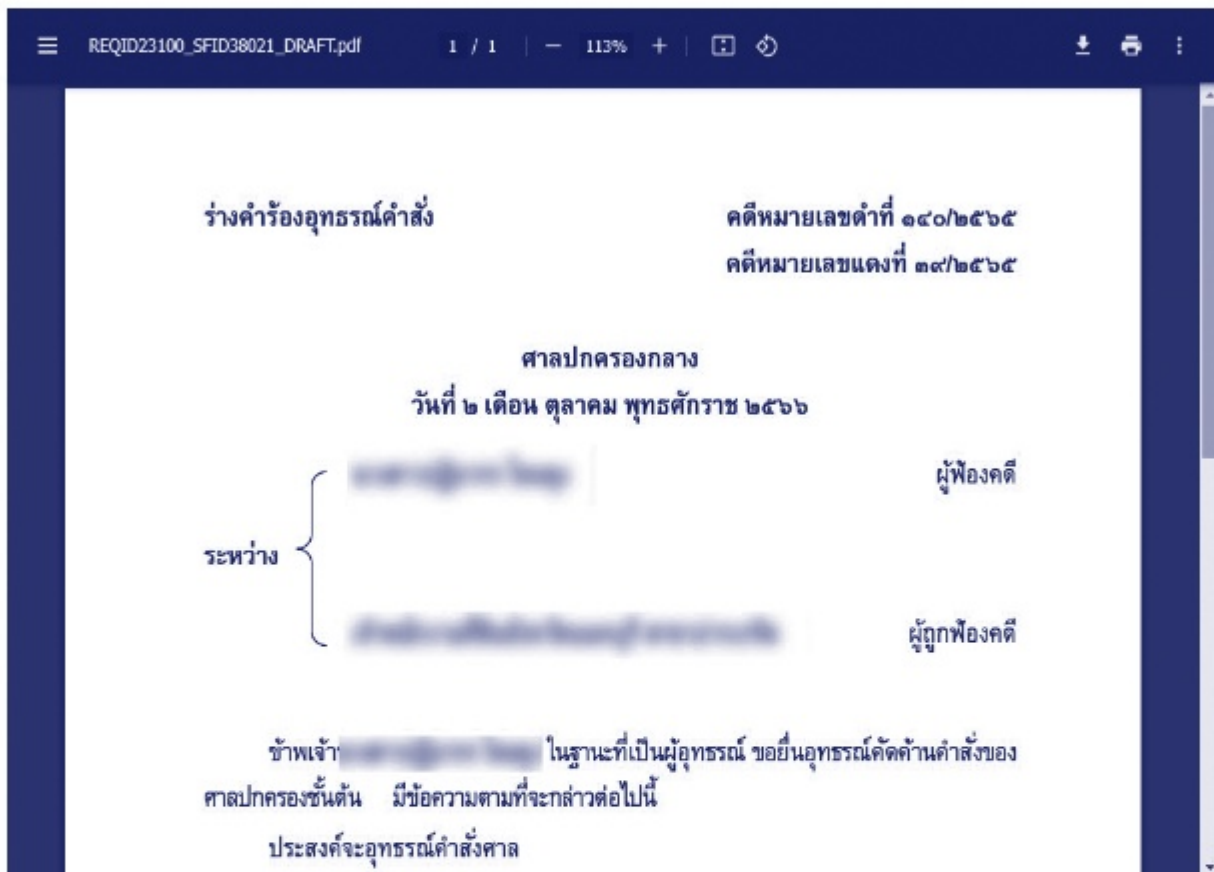 REQID23100_SFID38021_DRAFT.pdf 1 / 1 | − 113% + |
ร่างคำร้องอุทธรณ์คำสั่ง คดีหมายเลขดำที่ ๑๔๐/๒๕๖๕
คดีหมายเลขแดงที่ ๓๙/๒๕๖๕
ศาลปกครองกลาง
วันที่ ๒ เดือน ตุลาคม พุทธศักราช ๒๕๖๖
ผู้ฟ้องคดี
ระหว่าง
ผู้ถูกฟ้องคดี
ข้าพเจ้า ในฐานะที่เป็นผู้อุทธรณ์ ขอยื่นอุทธรณ์คัดค้านคำสั่งของ
ศาลปกครองชั้นต้น มีข้อความตามที่จะกล่าวต่อไปนี้
ประสงค์จะอุทธรณ์คำสั่งศาล